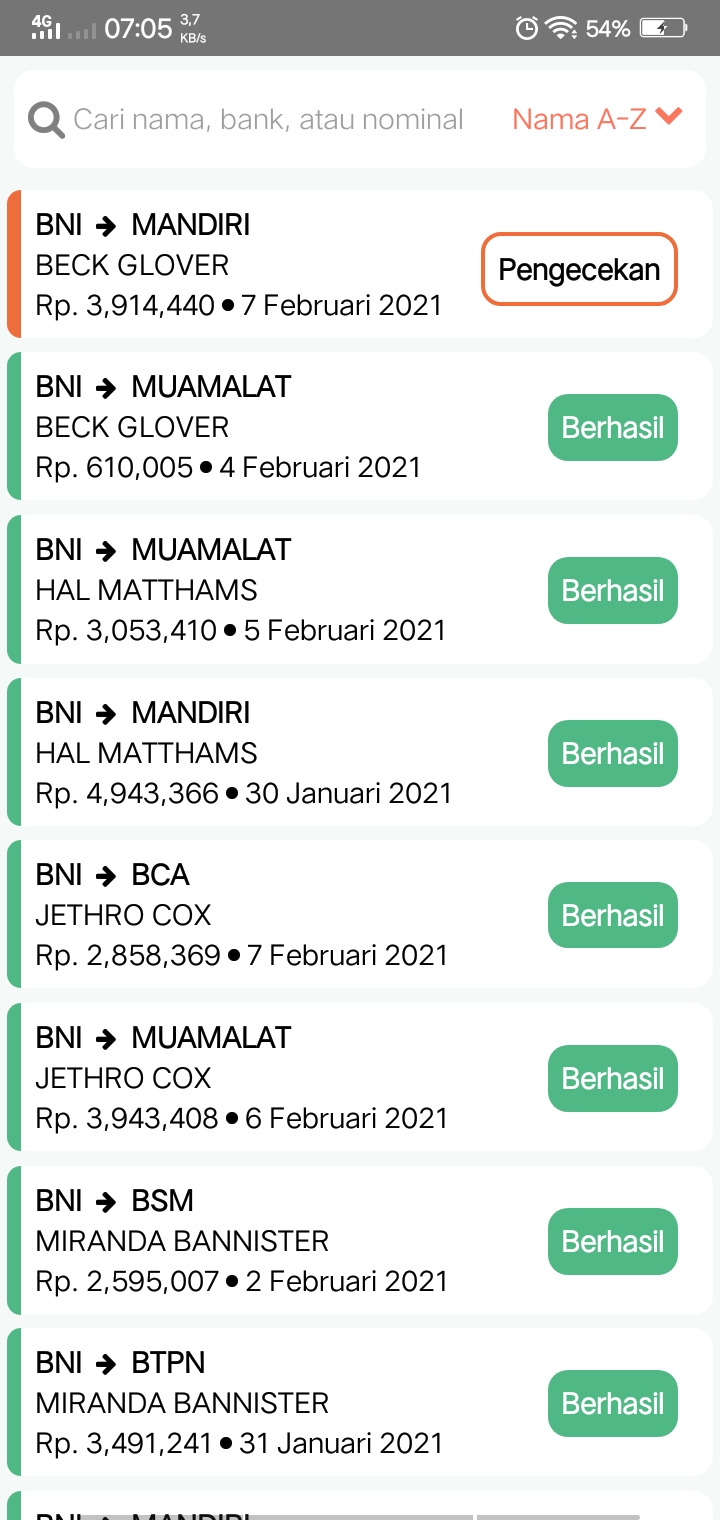 4G 07:05 3,7 KB/s 54%
Cari nama, bank, atau nominal Nama A-Z
BNI → MANDIRI
BECK GLOVER
Pengecekan
Rp. 3,914,440 ● 7 Februari 2021
BNI → MUAMALAT
BECK GLOVER
Berhasil
Rp. 610,005 ● 4 Februari 2021
BNI → MUAMALAT
HAL MATTHAMS
Berhasil
Rp. 3,053,410 ● 5 Februari 2021
BNI → MANDIRI
HAL MATTHAMS
Berhasil
Rp. 4,943,366 ● 30 Januari 2021
BNI → BCA
JETHRO COX
Berhasil
Rp. 2,858,369 ● 7 Februari 2021
BNI → MUAMALAT
JETHRO COX
Berhasil
Rp. 3,943,408 ● 6 Februari 2021
BNI → BSM
MIRANDA BANNISTER
Berhasil
Rp. 2,595,007 ● 2 Februari 2021
BNI → BTPN
MIRANDA BANNISTER
Berhasil
Rp. 3,491,241 ● 31 Januari 2021
BNI → MANDIRI